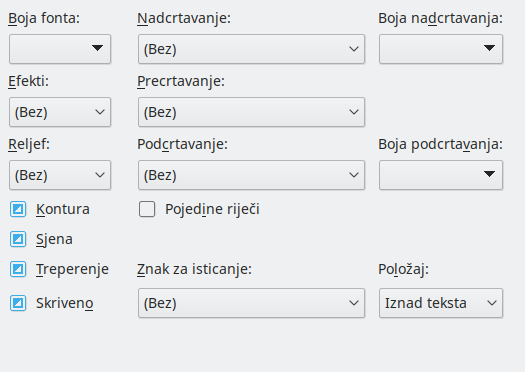 Boja fonta: Nadcrtavanje: Boja nadcrtavanja:
(Bez)
Efekti: Precrtavanje:
(Bez) (Bez)
Reljef: Podcrtavanje: Boja podcrtavanja:
(Bez) (Bez)
Kontura Pojedine riječi
Sjena
Treperenje Znak za isticanje: Položaj:
Skriveno (Bez) Iznad teksta